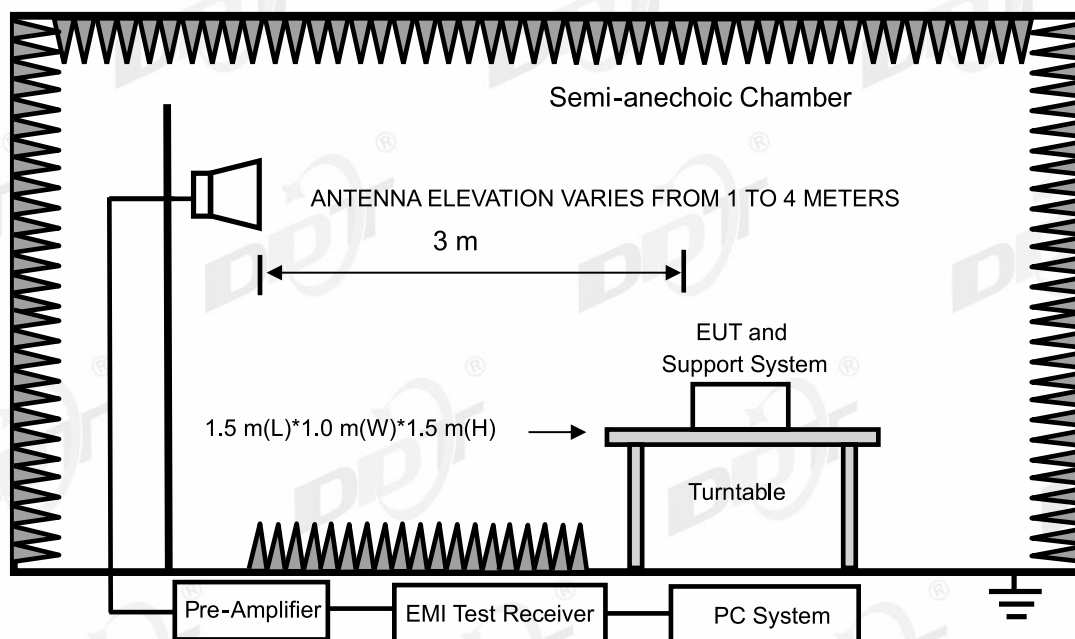 Semi-anechoic Chamber
ANTENNA ELEVATION VARIES FROM 1 TO 4 METERS
3 m
EUT and
Support System
1.5 m(L)*1.0 m(W)*1.5 m(H)
Turntable
Pre-Amplifier
EMI Test Receiver
PC System
DDT®